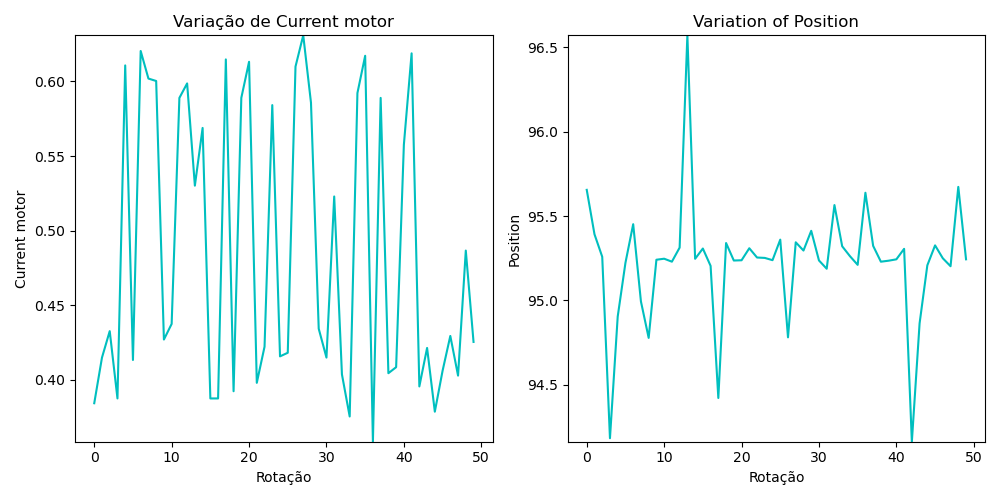 Variação de Current motor
Current motor
0.60
0.55
0.50
0.45
0.40
0 10 20 30 40 50
Rotação
Variation of Position
Position
96.5
96.0
95.5
95.0
94.5
0 10 20 30 40 50
Rotação